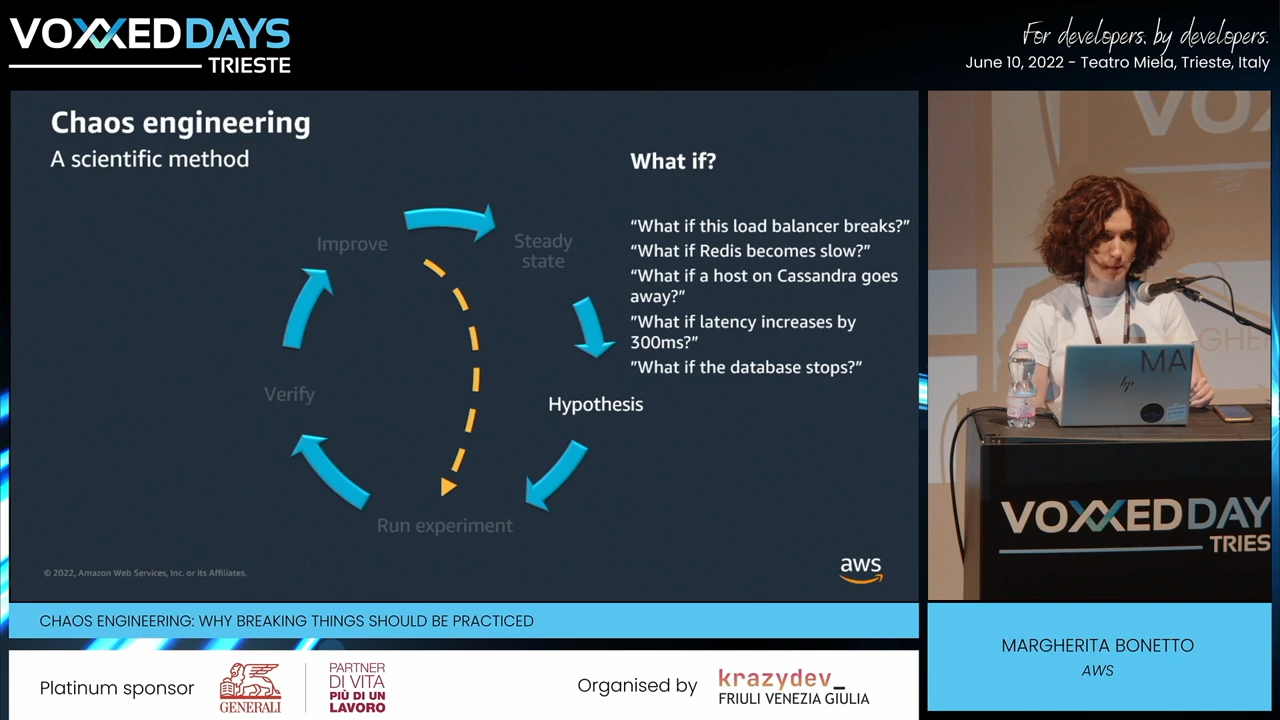 VOXXEDDAYS
TRIESTE
For developers, by developers.
June 10, 2022 - Teatro Miela, Trieste, Italy
Chaos engineering
A scientific method
What if?
“What if this load balancer breaks?”
“What if Redis becomes slow?”
“What if a host on Cassandra goes
away?”
”What if latency increases by
300ms?”
”What if the database stops?”
Improve
Steady
state
Verify
Hypothesis
Run experiment
© 2022, Amazon Web Services, Inc. or its Affiliates.
aws
VO
MA
GHE
hp
VOXXEDDAY
TRIES
CHAOS ENGINEERING: WHY BREAKING THINGS SHOULD BE PRACTICED
MARGHERITA BONETTO
AWS
Platinum sponsor
GENERALI
PARTNER
DI VITA
PIÙ DI UN
LAVORO
Organised by
krazydev_
FRIULI VENEZIA GIULIA